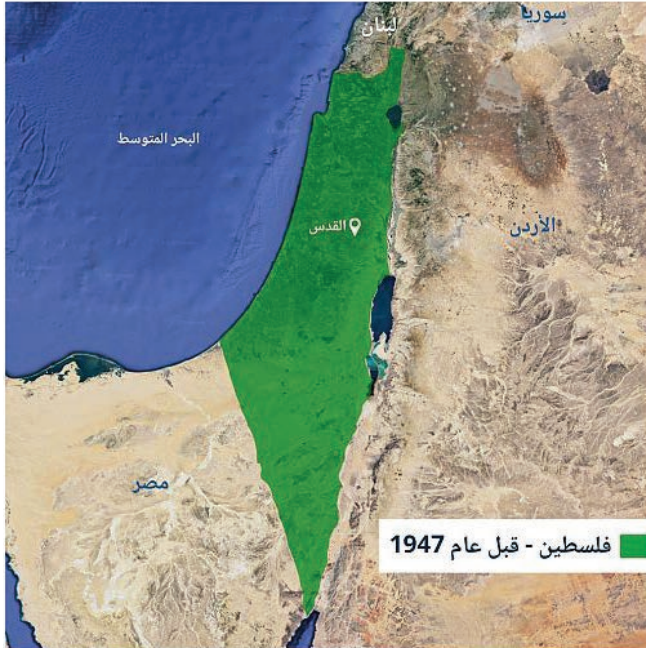 لبنان
سوريا
البحر المتوسط
القدس
الأردن
مصر
فلسطين - قبل عام 1947